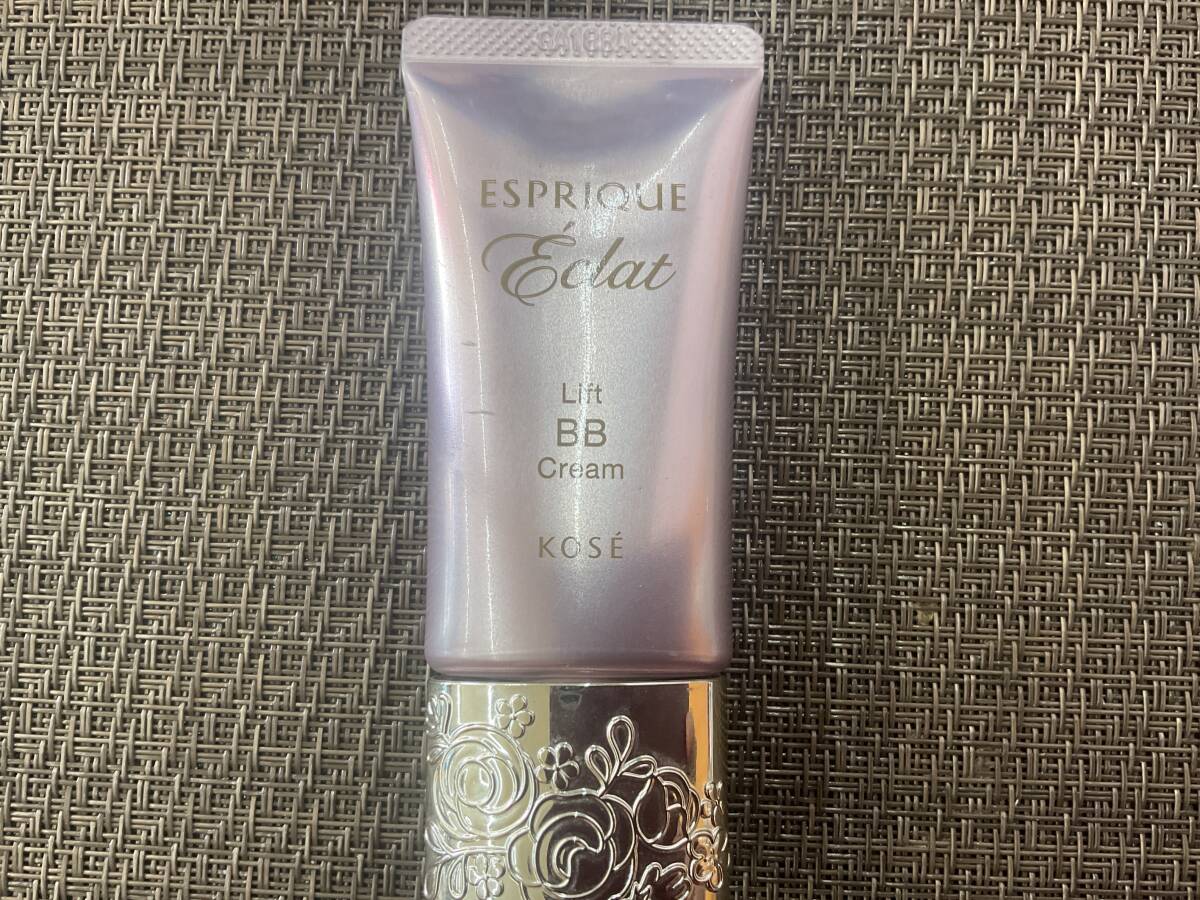 ESPRIQUE
Éclat
Lift
BB
Cream
KOSÉ